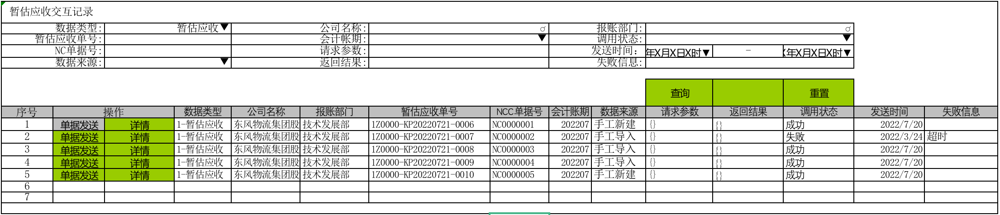 暂估应收交互记录
数据类型: 暂估应收▼ 公司名称: 报账部门:
暂估应收单号: 会计帐期: ▼ 调用状态: ▼
NC单据号: 请求参数: 发送时间: 年X月X日X时▼ - 年X月X日X时▼
数据来源: ▼ 返回结果: 失败信息:
查询 重置
序号 操作 数据类型 公司名称 报账部门 暂估应收单号 NCC单据号 会计账期 数据来源 请求参数 返回结果 调用状态 发送时间 失败信息
1 单据发送 详情 1-暂估应收 东风物流集团股 技术发展部 1Z0000-KP20220721-0006 NC0000001 202207 手工新建 {} {} 成功 2022/7/20
2 单据发送 详情 1-暂估应收 东风物流集团股 技术发展部 1Z0000-KP20220721-0007 NC0000002 202207 手工导入 {} {} 失败 2022/3/24 超时
3 单据发送 详情 1-暂估应收 东风物流集团股 技术发展部 1Z0000-KP20220721-0008 NC0000003 202207 手工导入 {} {} 成功 2022/7/20
4 单据发送 详情 1-暂估应收 东风物流集团股 技术发展部 1Z0000-KP20220721-0009 NC0000004 202207 手工导入 {} {} 成功 2022/7/20
5 单据发送 详情 1-暂估应收 东风物流集团股 技术发展部 1Z0000-KP20220721-0010 NC0000005 202207 手工新建 {} {} 成功 2022/7/20
6
7